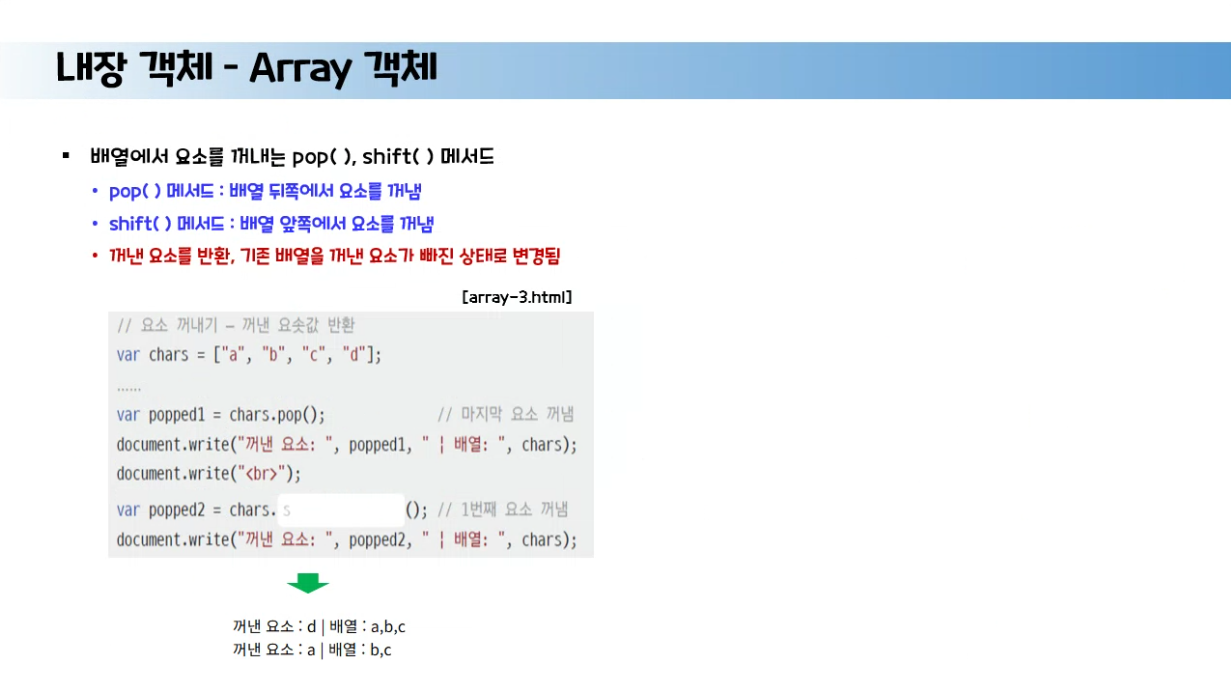 내장 객체 - Array 객체
▪ 배열에서 요소를 꺼내는 pop( ), shift( ) 메서드
• pop( ) 메서드 : 배열 뒤쪽에서 요소를 꺼냄
• shift( ) 메서드 : 배열 앞쪽에서 요소를 꺼냄
• 꺼낸 요소를 반환, 기존 배열을 꺼낸 요소가 빠진 상태로 변경됨
[array-3.html]
// 요소 꺼내기 – 꺼낸 요솟값 반환
var chars = ["a", "b", "c", "d"];
......
var popped1 = chars.pop(); // 마지막 요소 꺼냄
document.write("꺼낸 요소: ", popped1, " ¦ 배열: ", chars);
document.write("<br>");
var popped2 = chars. s (); // 1번째 요소 꺼냄
document.write("꺼낸 요소: ", popped2, " ¦ 배열: ", chars);
꺼낸 요소 : d | 배열 : a,b,c
꺼낸 요소 : a | 배열 : b,c